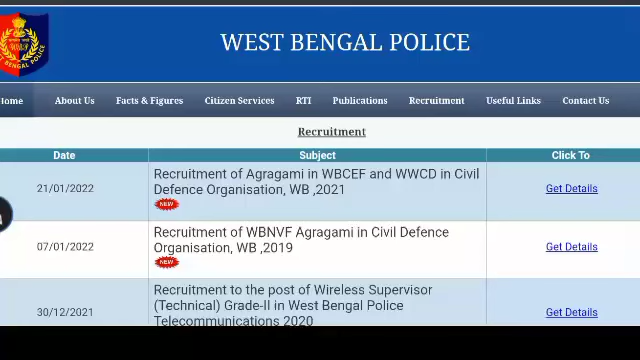 WEST BENGAL POLICE
WBP
BENGAL POLICE
Home About Us Facts & Figures Citizen Services RTI Publications Recruitment Useful Links Contact Us
Recruitment
Date Subject Click To
21/01/2022
Recruitment of Agragami in WBCEF and WWCD in Civil
Defence Organisation, WB ,2021
NEW
Get Details
07/01/2022
Recruitment of WBNVF Agragami in Civil Defence
Organisation, WB ,2019
NEW
Get Details
30/12/2021
Recruitment to the post of Wireless Supervisor
(Technical) Grade-II in West Bengal Police
Telecommunications 2020
Get Details